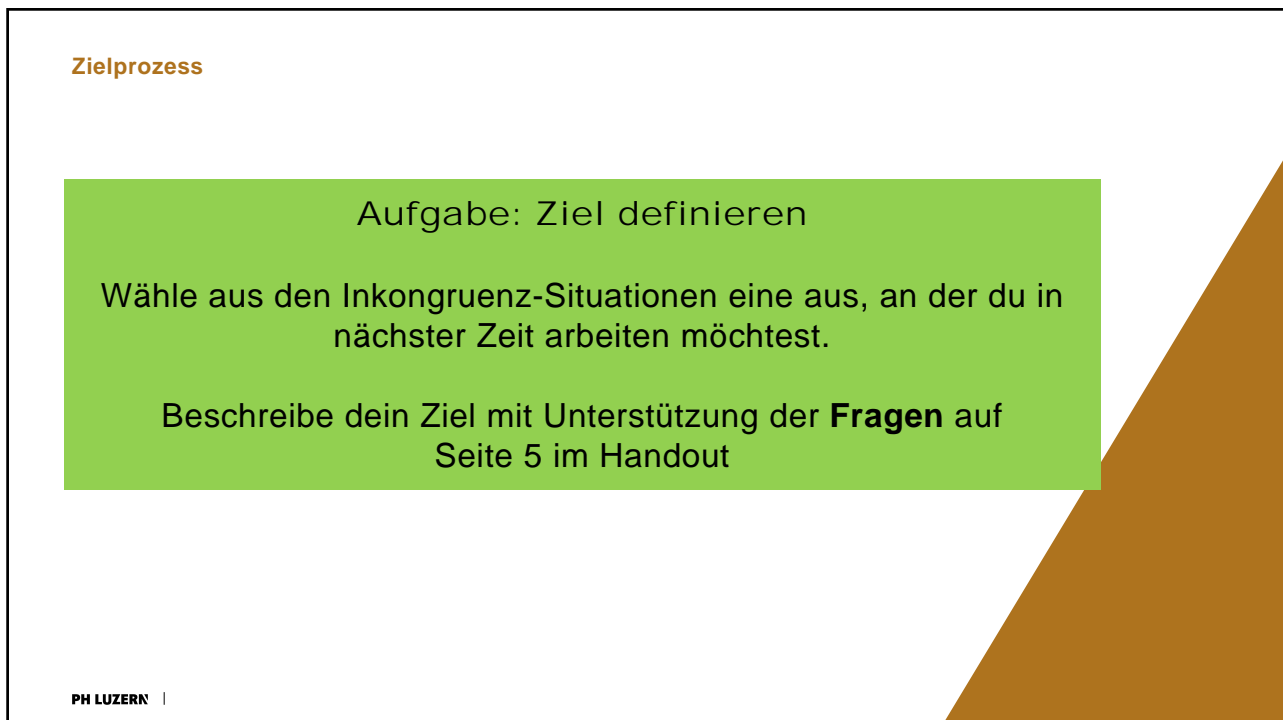 Zielprozess
Aufgabe: Ziel definieren
Wähle aus den Inkongruenz-Situationen eine aus, an der du in
nächster Zeit arbeiten möchtest.
Beschreibe dein Ziel mit Unterstützung der Fragen auf
Seite 5 im Handout
PH LUZERN |